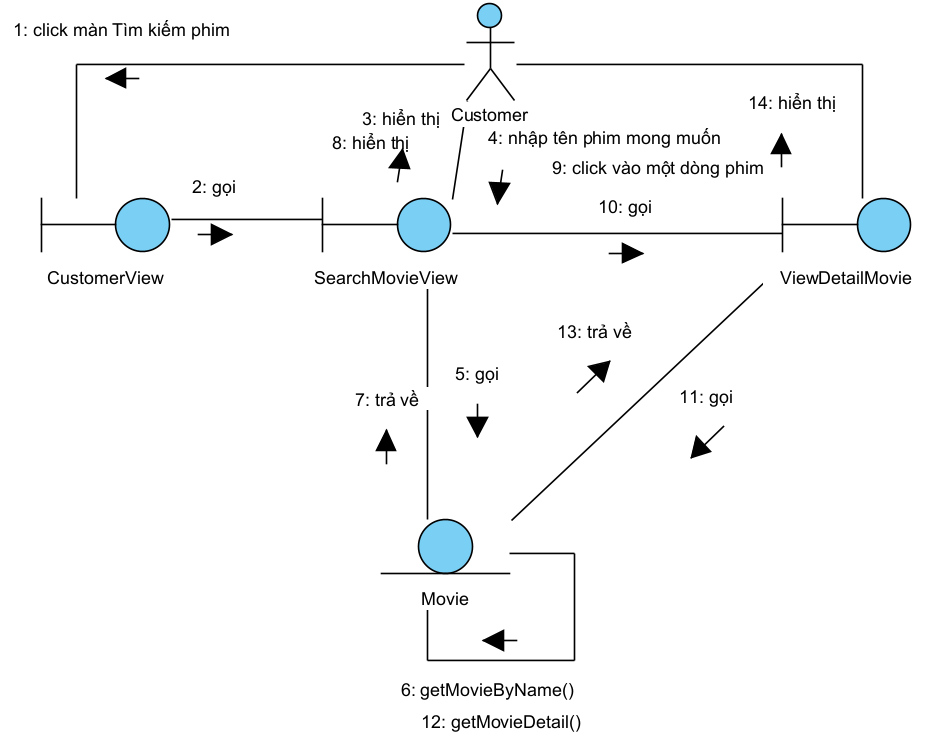 1: click màn Tìm kiếm phim
14: hiển thị
3: hiển thị
Customer
8: hiển thị
4: nhập tên phim mong muốn
9: click vào một dòng phim
2: gọi
10: gọi
CustomerView
SearchMovieView
ViewDetailMovie
13: trả về
5: gọi
11: gọi
7: trả về
Movie
6: getMovieByName()
12: getMovieDetail()